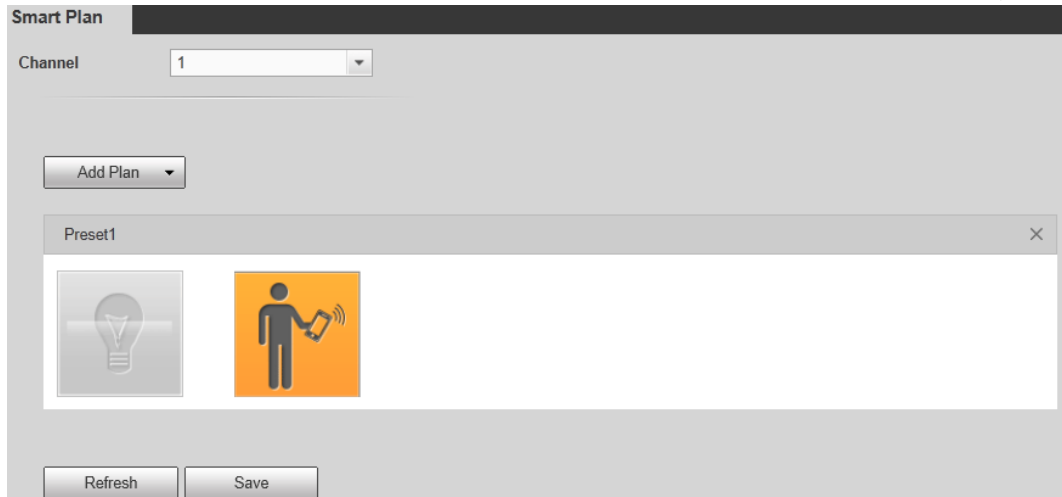 Smart Plan
Channel 1
Add Plan
Preset1
Refresh Save